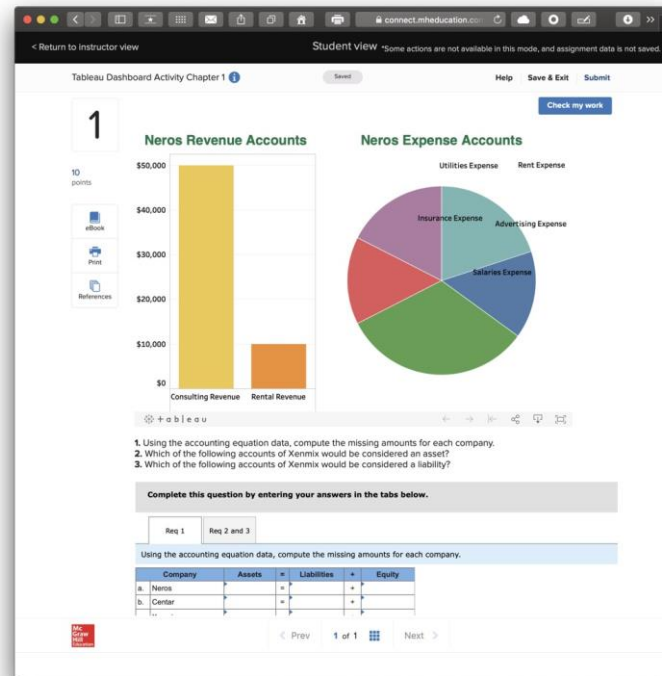 connect.mheducation.co
< Return to instructor view
Student view *Some actions are not available in this mode, and assignment data is not saved.
Tableau Dashboard Activity Chapter 1
Saved
Help Save & Exit Submit
Check my work
1
10
points
eBook
Print
References
Neros Revenue Accounts
$50,000
$40,000
$30,000
$20,000
$10,000
$0
Consulting Revenue Rental Revenue
Neros Expense Accounts
Utilities Expense Rent Expense
Insurance Expense Advertising Expense
Salaries Expense
+ a b l e a u
1. Using the accounting equation data, compute the missing amounts for each company.
2. Which of the following accounts of Xenmix would be considered an asset?
3. Which of the following accounts of Xenmix would be considered a liability?
Complete this question by entering your answers in the tabs below.
Req 1 Req 2 and 3
Using the accounting equation data, compute the missing amounts for each company.
Company Assets = Liabilities + Equity
a. Neros = +
b. Centar = +
Mc
Graw
Hill
Education
< Prev 1 of 1 Next >